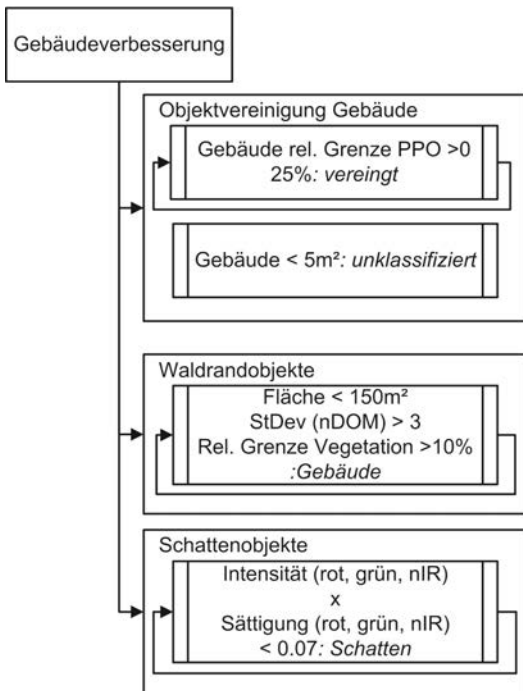 Gebäudeverbesserung
Objektvereinigung Gebäude
Gebäude rel. Grenze PPO >0
25%: vereingt
Gebäude < 5m²: unklassifiziert
Waldrandobjekte
Fläche < 150m²
StDev (nDOM) > 3
Rel. Grenze Vegetation >10%
:Gebäude
Schattenobjekte
Intensität (rot, grün, nIR)
x
Sättigung (rot, grün, nIR)
< 0.07: Schatten